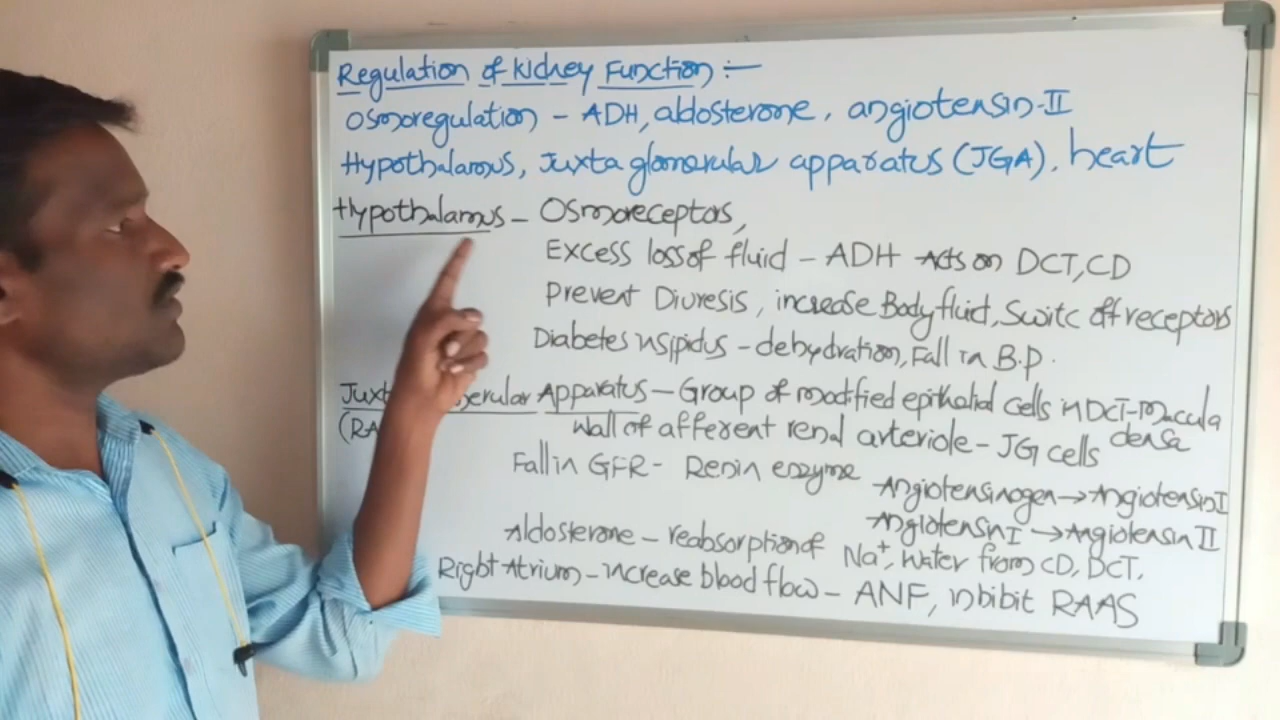 Regulation of Kidney Function :-
Osmoregulation - ADH, aldosterone, angiotensin-II
Hypothalamus, Juxta glomerular apparatus (JGA). heart
Hypothalamus - Osmoreceptors,
Excess loss of fluid - ADH Acts on DCT, CD
Prevent Diuresis, increase Body fluid, Switc off receptors
Diabetes insipidus - dehydration, Fall in B.P.
Apparatus - Group of modified epithelial cells in DCT-Macula densa
Wall of afferent renal arteriole - JG cells
Fall in GFR - Renin enzyme
Angiotensinogen → Angiotensin I
Angiotensin I → Angiotensin II
Aldosterone - reabsorption of Na+, Water from CD, DCT.
Right Atrium - increase blood flow - ANF, inhibit RAAS